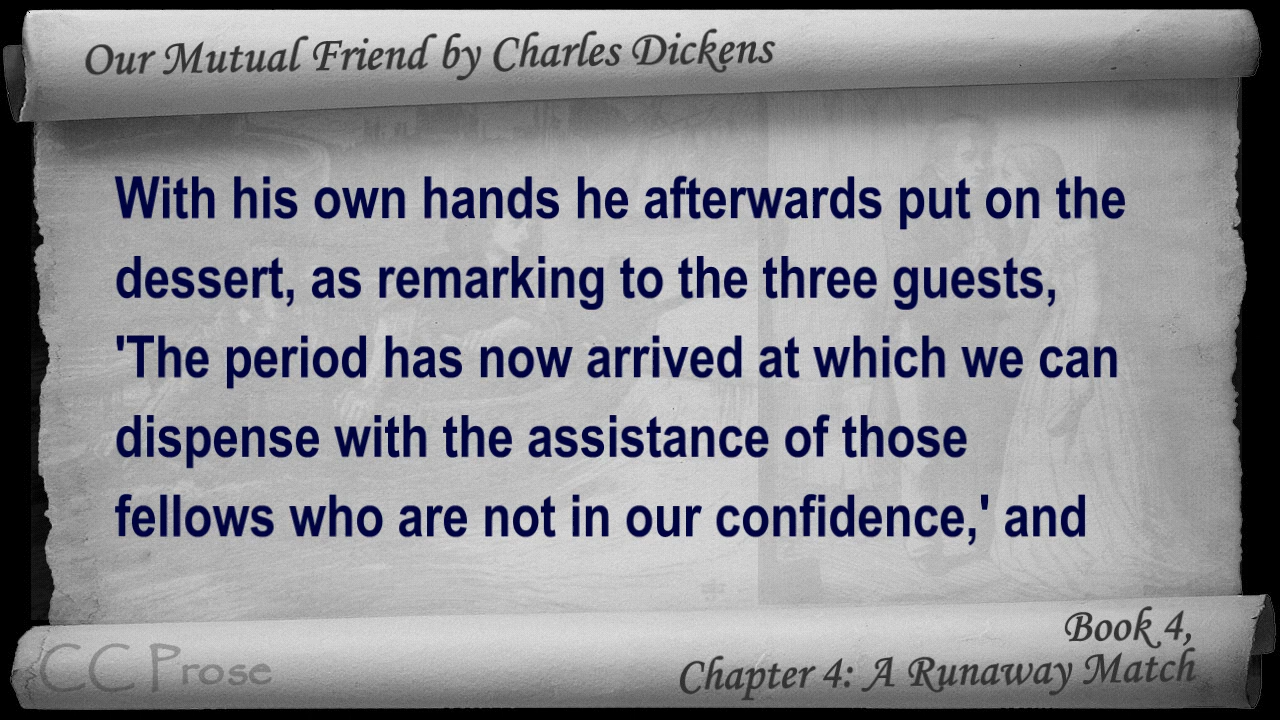 Our Mutual Friend by Charles Dickens
With his own hands he afterwards put on the
dessert, as remarking to the three guests,
'The period has now arrived at which we can
dispense with the assistance of those
fellows who are not in our confidence,' and
Book 4,
CC Prose
Chapter 4: A Runaway Match